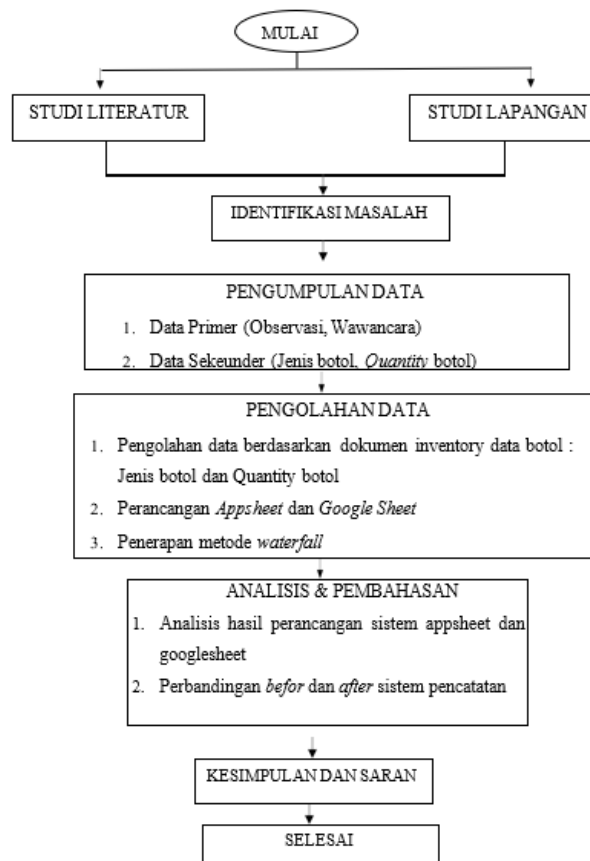 MULAI
STUDI LITERATUR
STUDI LAPANGAN
IDENTIFIKASI MASALAH
PENGUMPULAN DATA
1. Data Primer (Observasi, Wawancara)
2. Data Sekeunder (Jenis botol, Quantity botol)
PENGOLAHAN DATA
1. Pengolahan data berdasarkan dokumen inventory data botol :
Jenis botol dan Quantity botol
2. Perancangan Appsheet dan Google Sheet
3. Penerapan metode waterfall
ANALISIS & PEMBAHASAN
1. Analisis hasil perancangan sistem appsheet dan
googlesheet
2. Perbandingan befor dan after sistem pencatatan
KESIMPULAN DAN SARAN
SELESAI